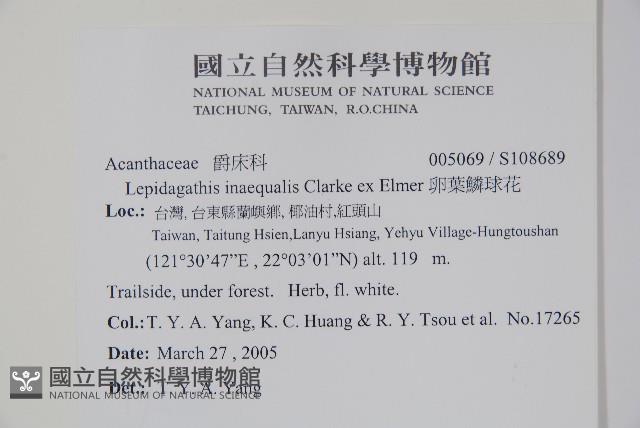 國立自然科學博物館
NATIONAL MUSEUM OF NATURAL SCIENCE
TAICHUNG, TAIWAN, R.O.CHINA
Acanthaceae 爵床科 005069 / S108689
Lepidagathis inaequalis Clarke ex Elmer 卵葉鱗球花
Loc.: 台灣, 台東縣蘭嶼鄉, 椰油村,紅頭山
Taiwan, Taitung Hsien,Lanyu Hsiang, Yehyu Village-Hungtoushan
(121°30'47”E , 22°03'01”N) alt. 119 m.
Trailside, under forest. Herb, fl. white.
Col.: T. Y. A. Yang, K. C. Huang & R. Y. Tsou et al. No.17265
Date: March 27 , 2005
Det.: T. Y. A. Yang
國立自然科學博物館
NATIONAL MUSEUM OF NATURAL SCIENCE